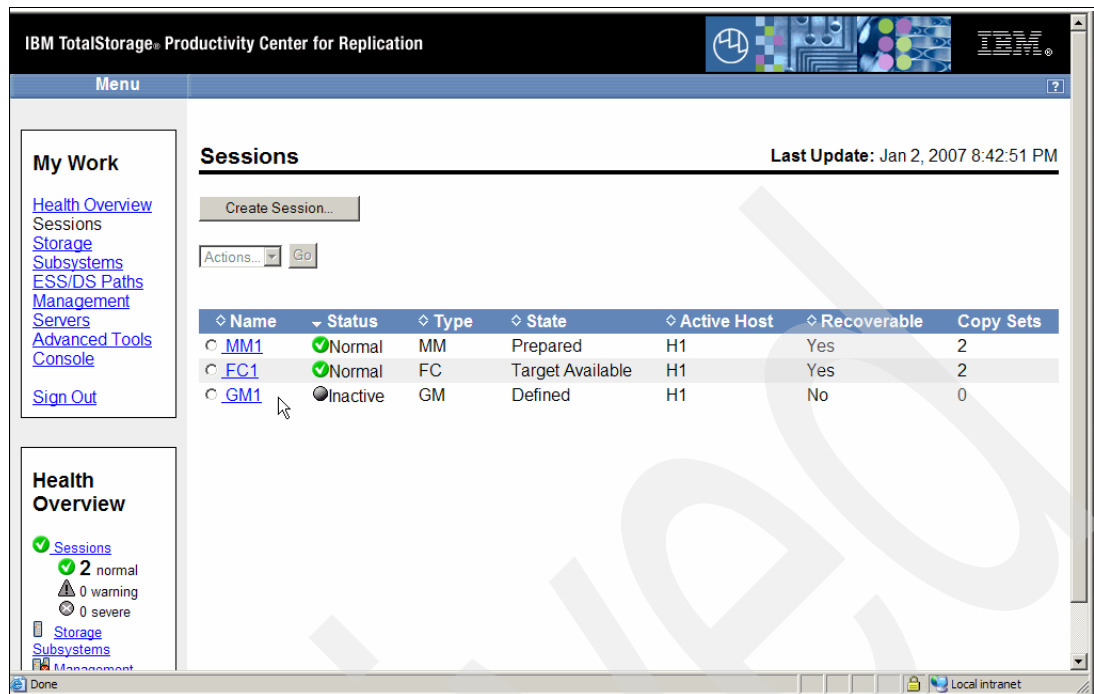 IBM TotalStorage® Productivity Center for Replication
IBM®
Menu
?
My Work
Health Overview
Sessions
Storage
Subsystems
ESS/DS Paths
Management
Servers
Advanced Tools
Console
Sign Out
Sessions
Last Update: Jan 2, 2007 8:42:51 PM
Create Session...
Actions...
Go
Name Status Type State Active Host Recoverable Copy Sets
MM1 Normal MM Prepared H1 Yes 2
FC1 Normal FC Target Available H1 Yes 2
GM1 Inactive GM Defined H1 No 0
Health
Overview
Sessions
2 normal
0 warning
0 severe
Storage
Subsystems
Management
Done
Local intranet